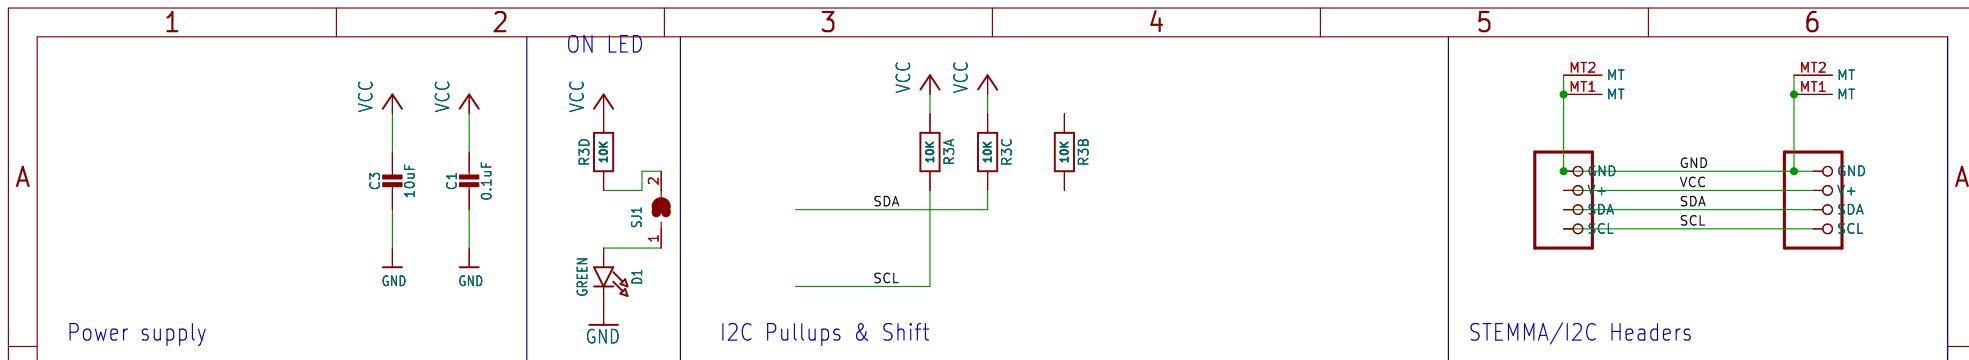 1 2 3 4 5 6
A A
ON LED
VCC VCC
C3 10uF
C1 0.1uF
GND GND
Power supply
VCC
R3D 10K
2
SJ1
1
GREEN D1
GND
VCC VCC
10K R3A
10K R3C
10K R3B
SDA
SCL
I2C Pullups & Shift
MT2 MT
MT1 MT
GND
V+
SDA
SCL
GND
VCC
SDA
SCL
MT2 MT
MT1 MT
GND
V+
SDA
SCL
STEMMA/I2C Headers